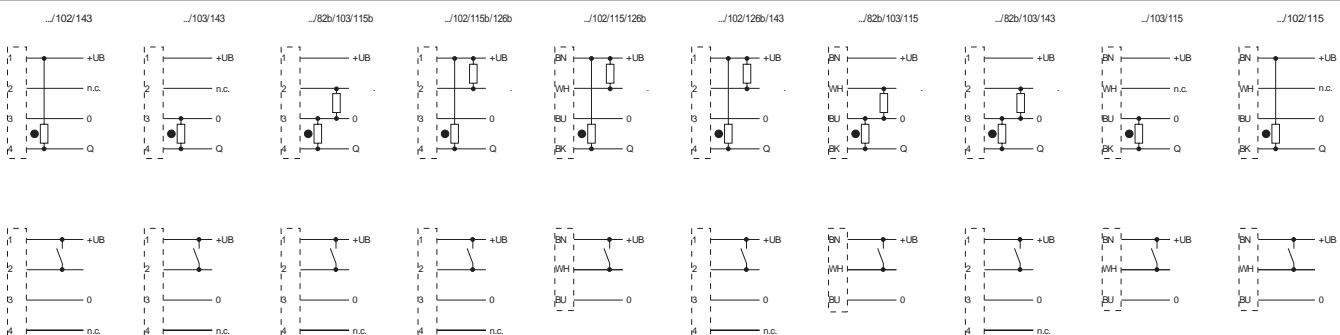 .../102/143 .../103/143 .../82b/103/115b .../102/115b/126b .../102/115/126b .../102/126b/143 .../82b/103/115 .../82b/103/143 .../103/115 .../102/115
1 +UB 1 +UB 1 +UB 1 +UB BN +UB 1 +UB BN +UB 1 +UB BN +UB BN +UB
2 n.c. 2 n.c. 2 2 WH 2 WH 2 WH n.c. WH n.c.
3 0 3 0 3 0 3 0 BU 0 3 0 BU 0 3 0 BU 0 BU 0
4 Q 4 Q 4 Q 4 Q BK Q 4 Q BK Q 4 Q BK Q BK Q
1 +UB 1 +UB 1 +UB 1 +UB BN +UB 1 +UB BN +UB 1 +UB BN +UB BN +UB
2 2 2 2 WH 2 WH 2 WH WH
3 0 3 0 3 0 3 0 BU 0 3 0 BU 0 3 0 BU 0 BU 0
4 n.c. 4 n.c. 4 n.c. 4 n.c. 4 n.c. 4 n.c.